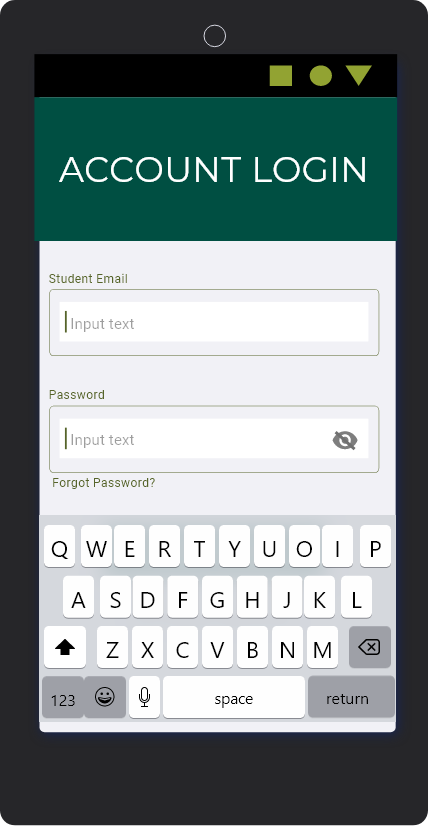 ACCOUNT LOGIN
Student Email
Input text
Password
Input text
Forgot Password?
Q W E R T Y U O I P
A S D F G H J K L
Z X C V B N M
123 space return